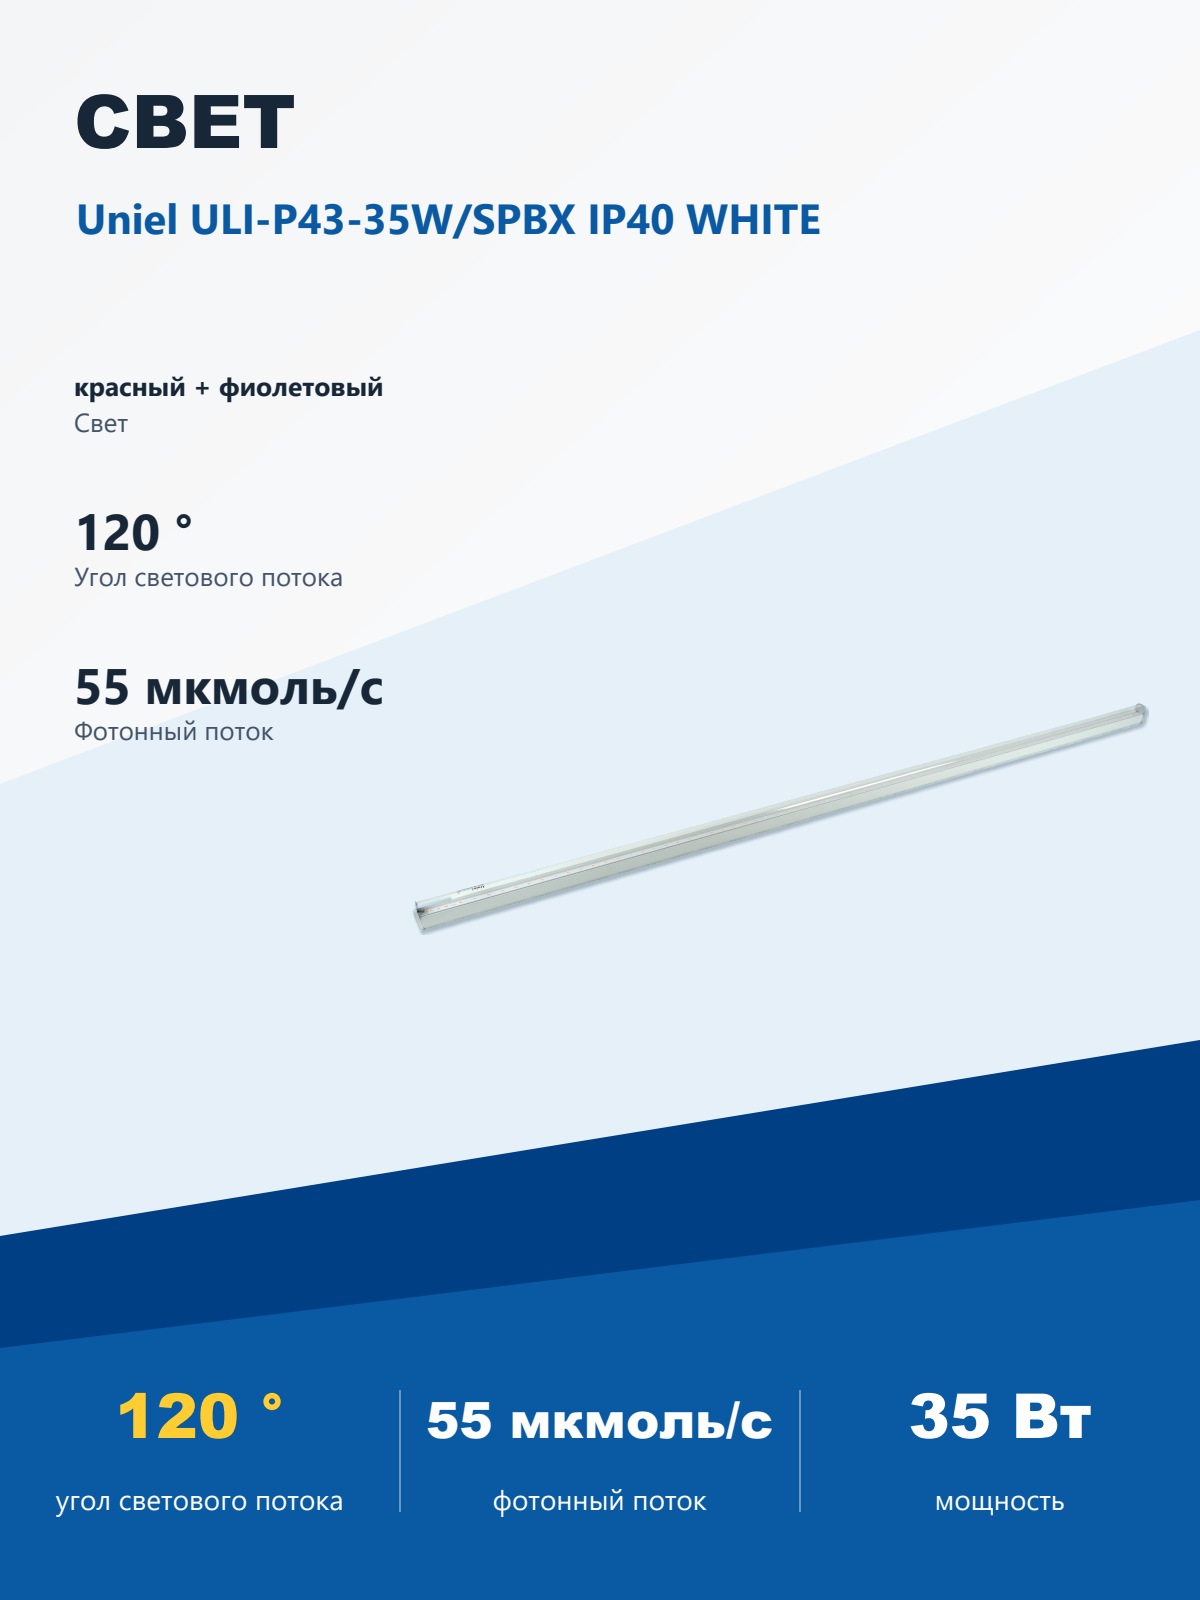 СВЕТ
Uniel ULI-P43-35W/SPBX IP40 WHITE
красный + фиолетовый
Свет
120 °
Угол светового потока
55 мкмоль/с
Фотонный поток
120 °
угол светового потока
55 мкмоль/с
фотонный поток
35 Вт
мощность